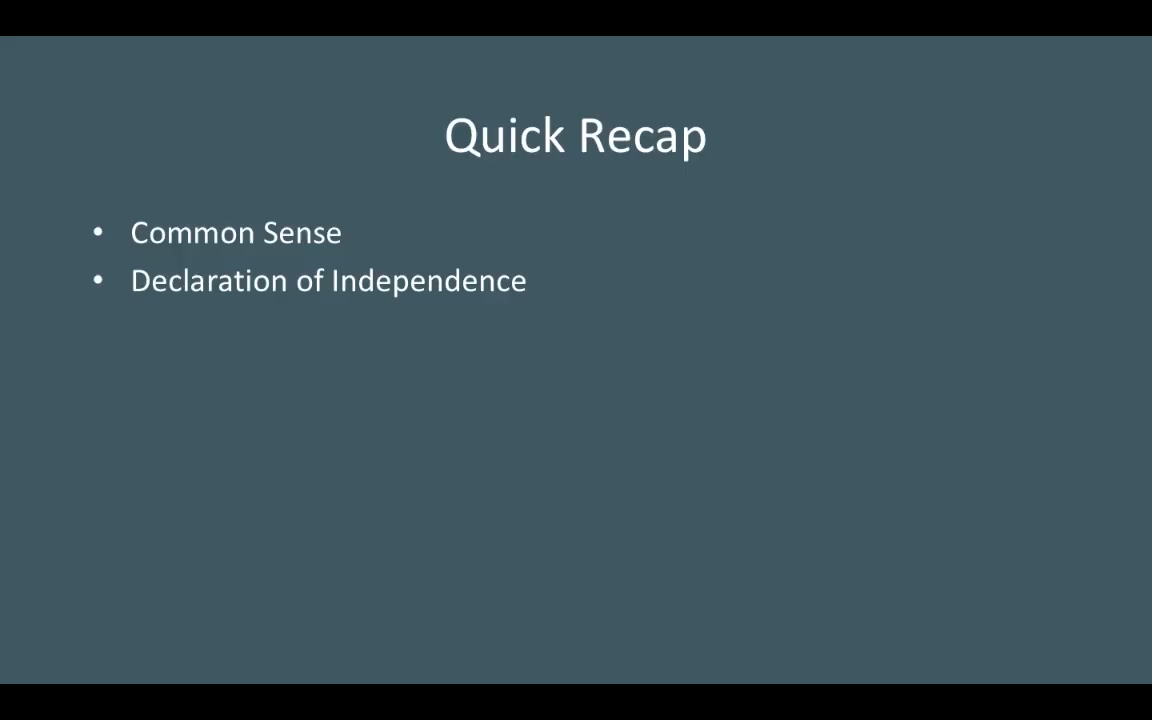 Quick Recap
• Common Sense
• Declaration of Independence